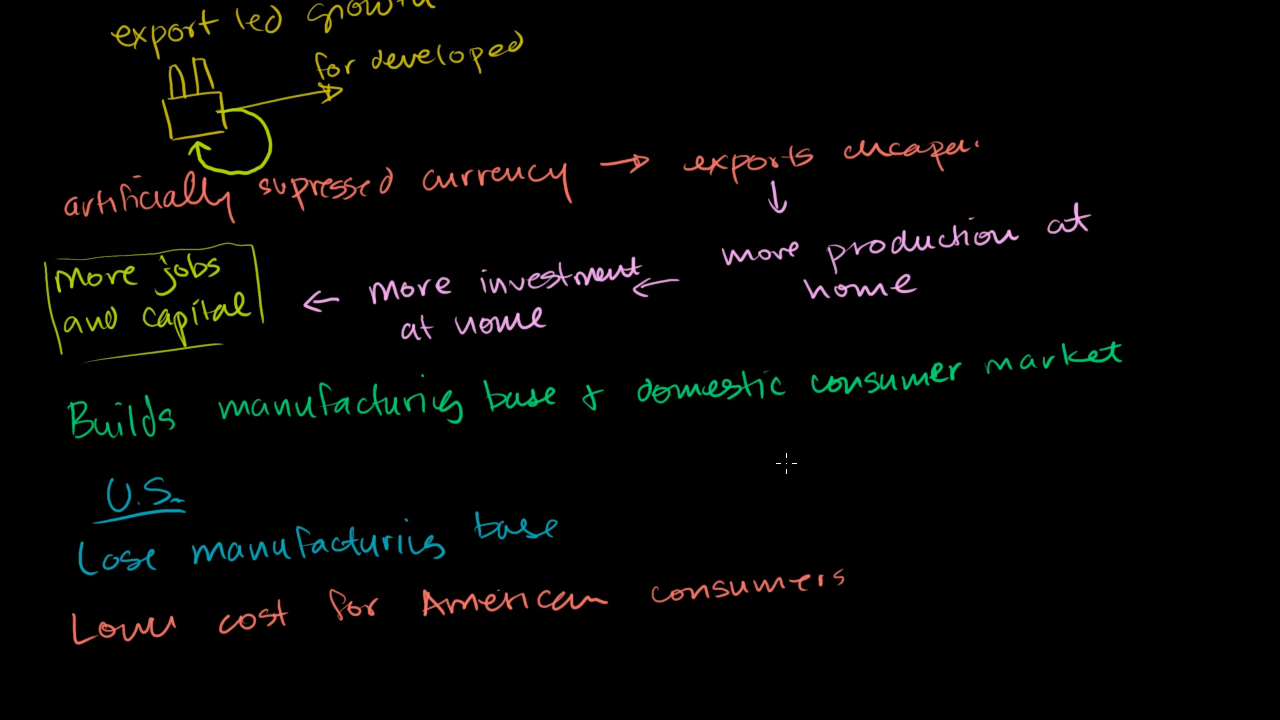 export led growth
for developed
artificially supressed currency → exports cheaper
more production at
home
← more investment ←
at home
More jobs
and capital
Builds manufacturing base + domestic consumer market
U.S.
Lose manufacturing base
Lower cost for American consumers